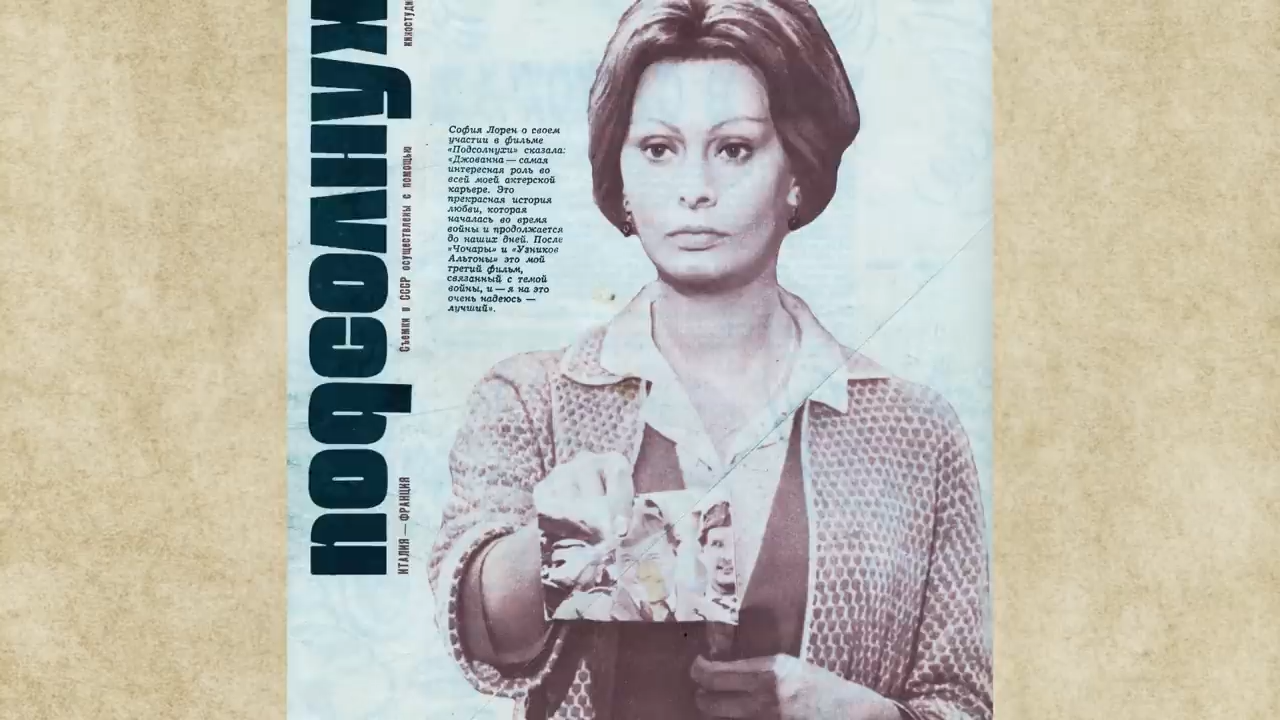 подсолнух
ИТАЛИЯ — ФРАНЦИЯ
Съемки в СССР осуществлены с помощью
София Лорен о своем
участии в фильме
«Подсолнухи» сказала:
«Джованна — самая
интересная роль во
всей моей актерской
карьере. Это
прекрасная история
любви, которая
началась во время
войны и продолжается
до наших дней. После
«Чочары» и «Узников
Альтоны» это мой
третий фильм,
связанный с темой
войны, и — я на это
очень надеюсь —
лучший».